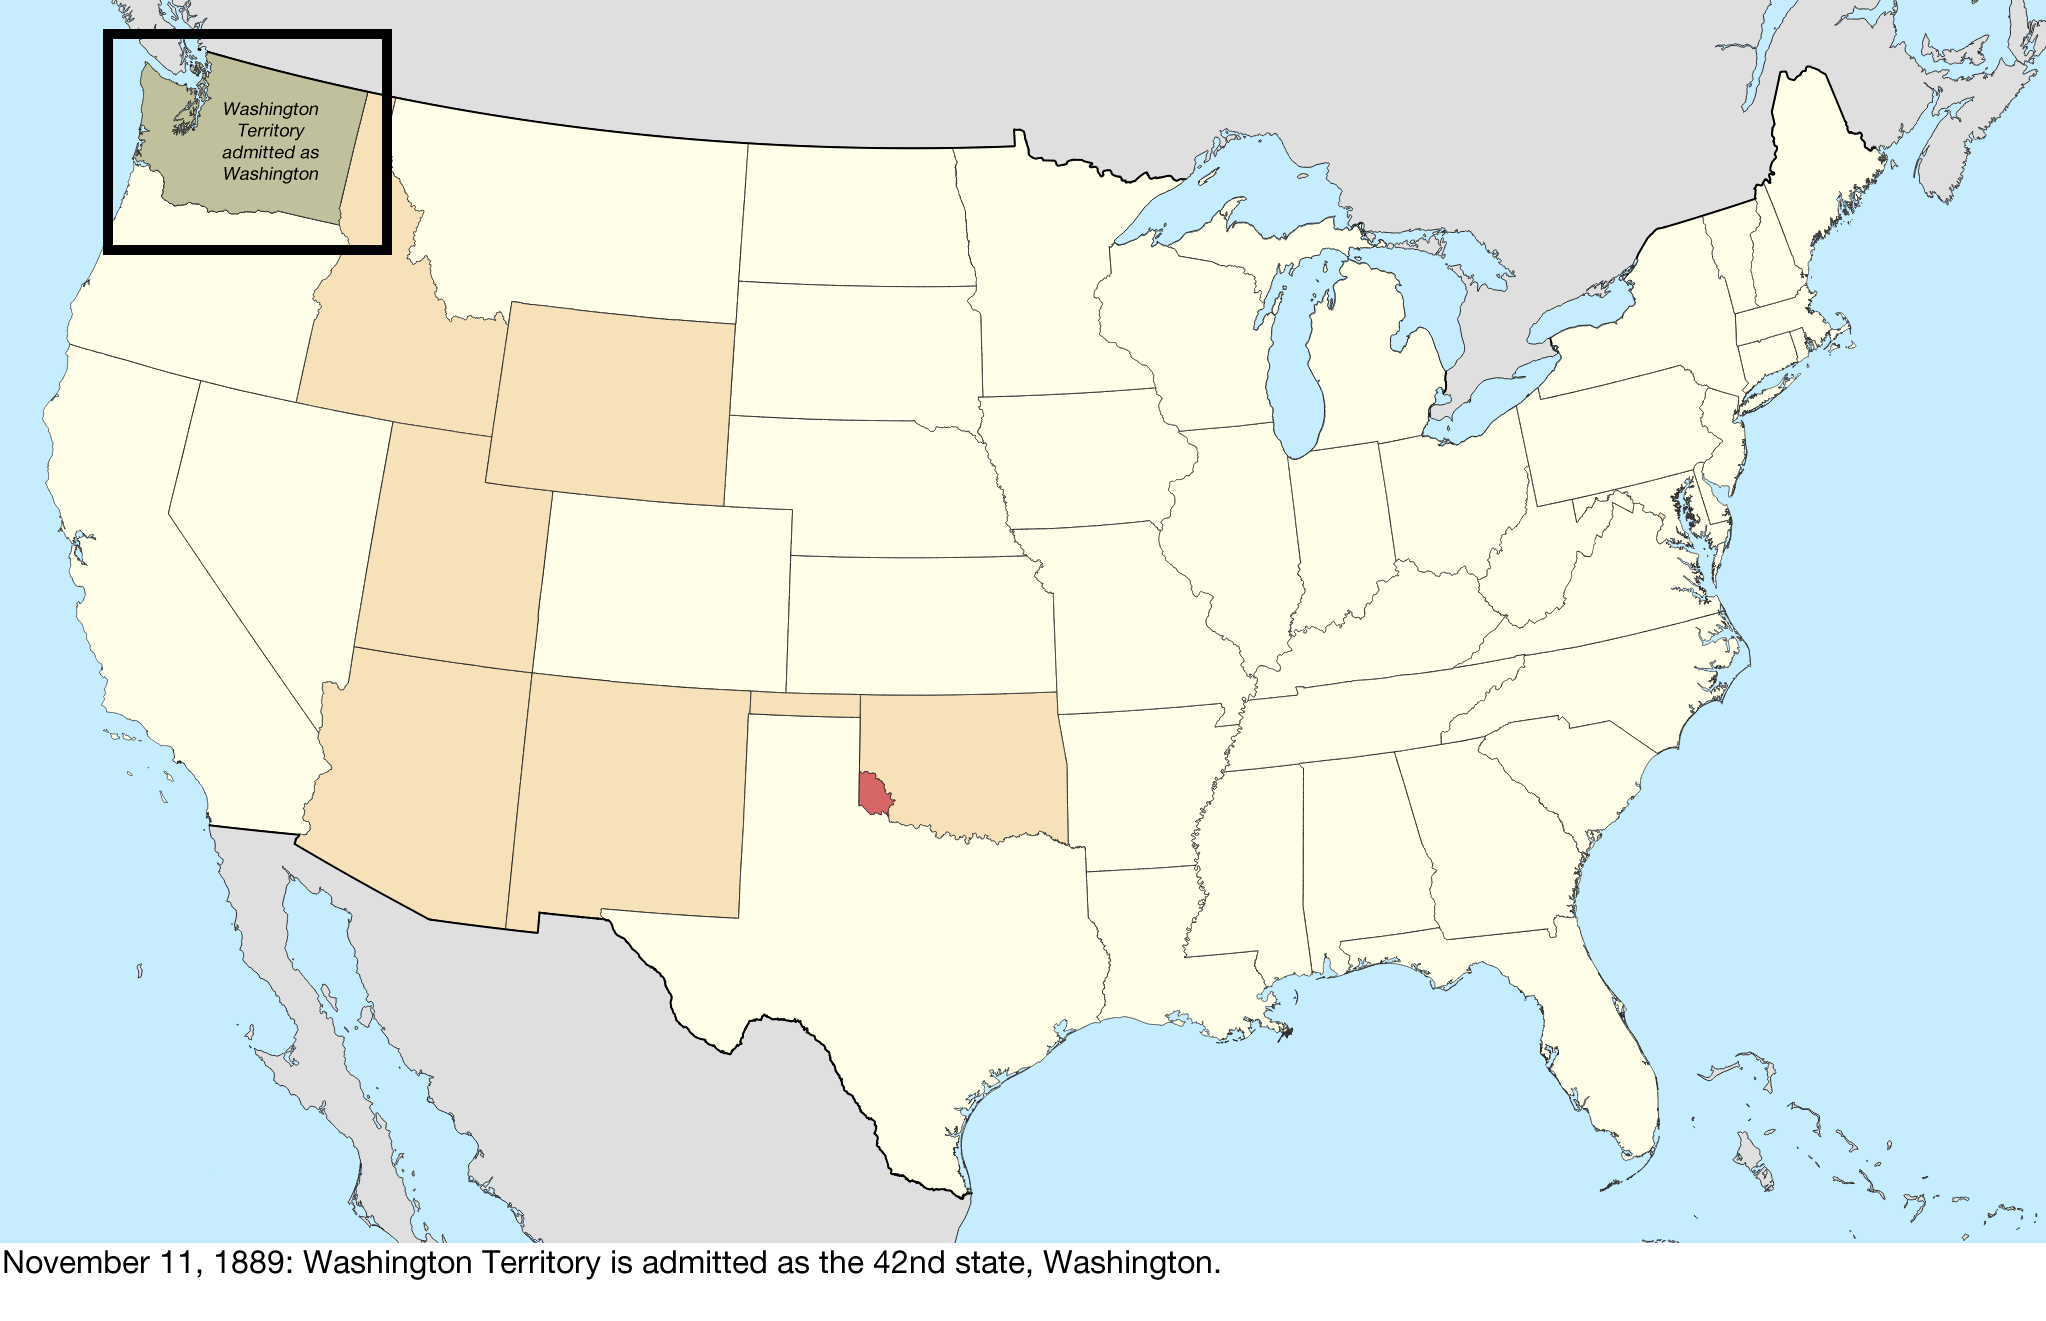 Washington
Territory
admitted as
Washington
November 11, 1889: Washington Territory is admitted as the 42nd state, Washington.